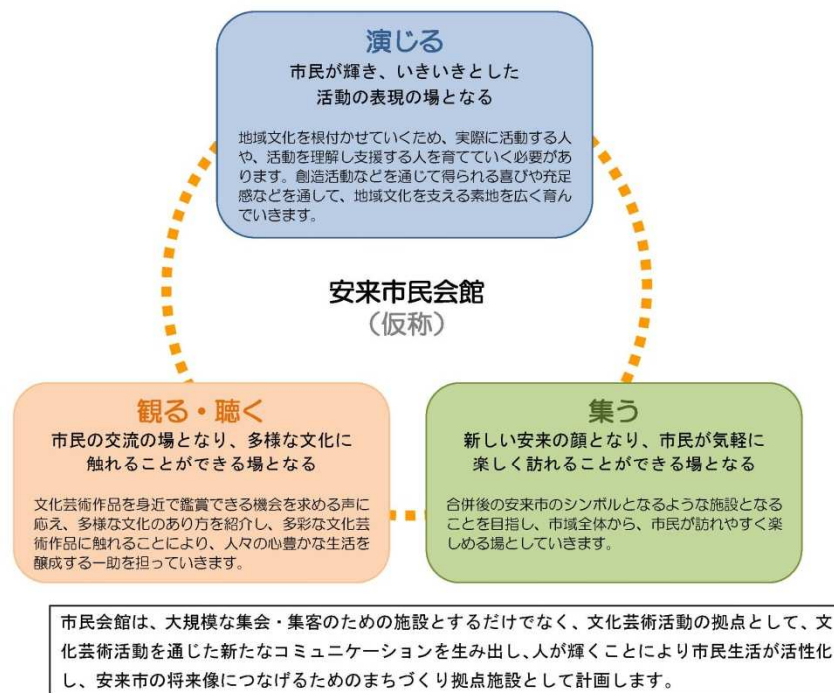 演じる
市民が輝き、いきいきとした
活動の表現の場となる
地域文化を根付かせていくため、実際に活動する人
や、活動を理解し支援する人を育てていく必要があ
ります。創造活動などを通じて得られる喜びや充足
感などを通して、地域文化を支える素地を広く育ん
でいきます。
安来市民会館
（仮称）
観る・聴く
市民の交流の場となり、多様な文化に
触れることができる場となる
文化芸術作品を身近で鑑賞できる機会を求める声に
応え、多様な文化のあり方を紹介し、多彩な文化芸
術作品に触れることにより、人々の心豊かな生活を
醸成する一助を担っていきます。
集う
新しい安来の顔となり、市民が気軽に
楽しく訪れることができる場となる
合併後の安来市のシンボルとなるような施設となる
ことを目指し、市域全体から、市民が訪れやすく楽
しめる場としていきます。
市民会館は、大規模な集会・集客のための施設とするだけでなく、文化芸術活動の拠点として、文
化芸術活動を通じた新たなコミュニケーションを生み出し、人が輝くことにより市民生活が活性化
し、安来市の将来像につなげるためのまちづくり拠点施設として計画します。